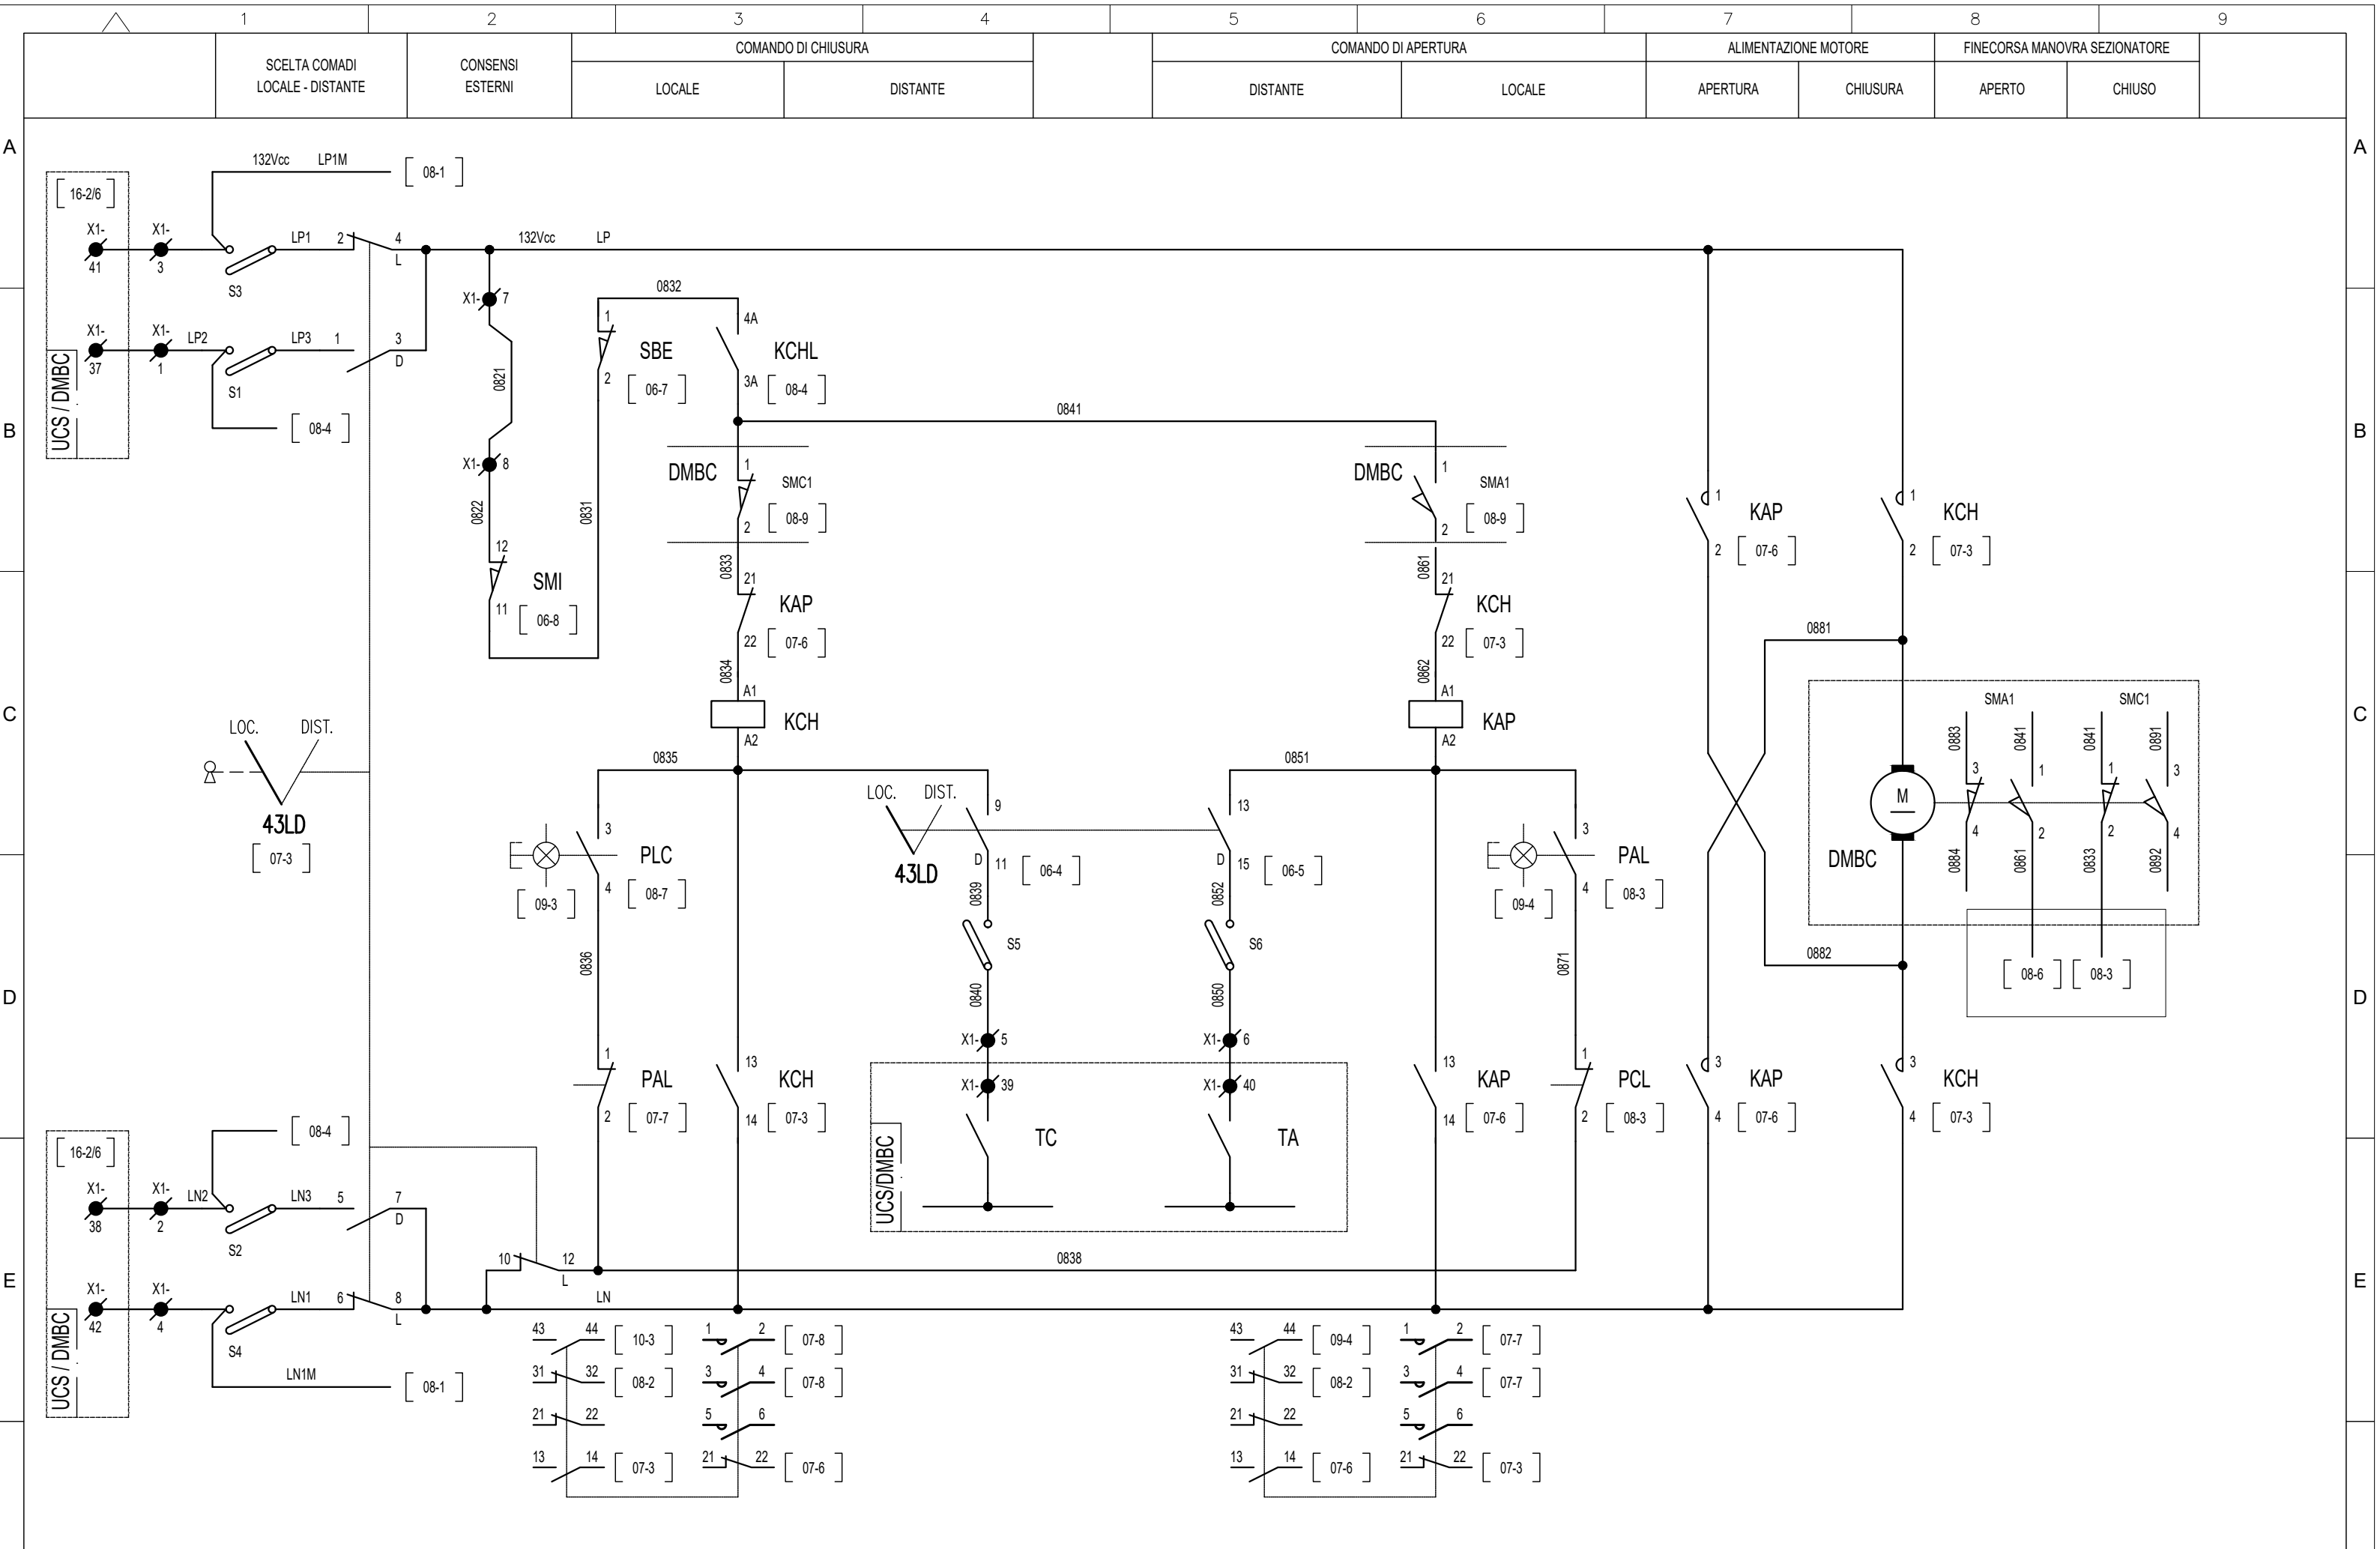 1 2 3 4 5 6 7 8 9
SCELTA COMADI
LOCALE - DISTANTE
CONSENSI
ESTERNI
COMANDO DI CHIUSURA
LOCALE DISTANTE
COMANDO DI APERTURA
DISTANTE LOCALE
ALIMENTAZIONE MOTORE
APERTURA CHIUSURA
FINECORSA MANOVRA SEZIONATORE
APERTO CHIUSO
A A
B B
C C
D D
E E
132Vcc LP1M 08-1
16-2/6
X1- X1-
41 3
S3
LP1 2 4
L
132Vcc LP
X1- X1-
37 1
LP2
S1
LP3 1 3
D
08-4
UCS / DMBC
X1- 7
0821
X1- 8
0822
12
11
SMI
06-8
0831
0832
1
2
SBE
06-7
4A
3A
KCHL
08-4
0841
DMBC
1
2
SMC1
08-9
0833
21
22
KAP
07-6
0834
A1
A2
KCH
DMBC
1
2
SMA1
08-9
0861
21
22
KCH
07-3
0862
A1
A2
KAP
1
2
KAP
07-6
1
2
KCH
07-3
0881
LOC. DIST.
43LD
07-3
0835
3
4
PLC
08-7
09-3
0836
LOC. DIST.
43LD
9
D 11
06-4
0839
S5
0840
X1- 5
0851
13
D 15
06-5
0852
S6
0850
X1- 6
3
4
PAL
08-3
09-4
0871
M
DMBC
SMA1 SMC1
0883 0841 0841 0891
3 1 1 3
4 2 2 4
0884 0861 0833 0892
08-6 08-3
0882
1
2
PAL
07-7
13
14
KCH
07-3
X1- 39
TC
X1- 40
TA
UCS/DMBC
13
14
KAP
07-6
1
2
PCL
08-3
3
4
KAP
07-6
3
4
KCH
07-3
08-4
16-2/6
X1- X1-
38 2
LN2
S2
LN3 5 7
D
X1- X1-
42 4
S4
LN1 6 8
L
LN1M 08-1
UCS / DMBC
10 12
L
0838
LN
43 44 10-3 1 2 07-8
31 32 08-2 3 4 07-8
21 22 5 6
13 14 07-3 21 22 07-6
43 44 09-4 1 2 07-7
31 32 08-2 3 4 07-7
21 22 5 6
13 14 07-6 21 22 07-3